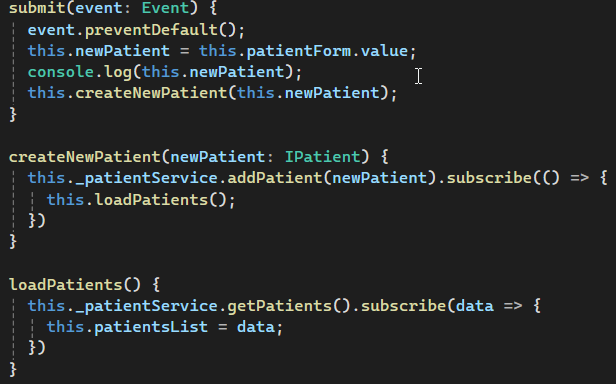 submit(event: Event) {
event.preventDefault();
this.newPatient = this.patientForm.value;
console.log(this.newPatient);
this.createNewPatient(this.newPatient);
}
createNewPatient(newPatient: IPatient) {
this._patientService.addPatient(newPatient).subscribe(() => {
this.loadPatients();
})
}
loadPatients() {
this._patientService.getPatients().subscribe(data => {
this.patientsList = data;
})
}